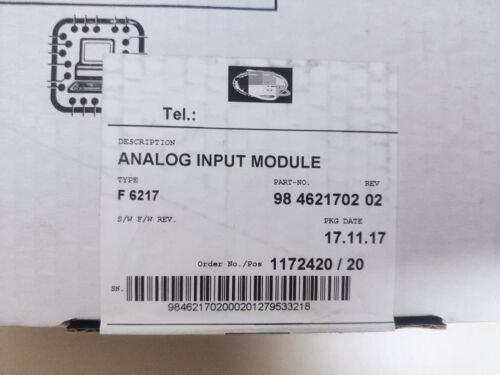 Tel.:
DESCRIPTION
ANALOG INPUT MODULE
TYPE PART-NO. REV
F 6217 98 4621702 02
S/W F/W REV. PKG DATE
17.11.17
Order No./Pos 1172420 / 20
SN.
984621702000201279533218